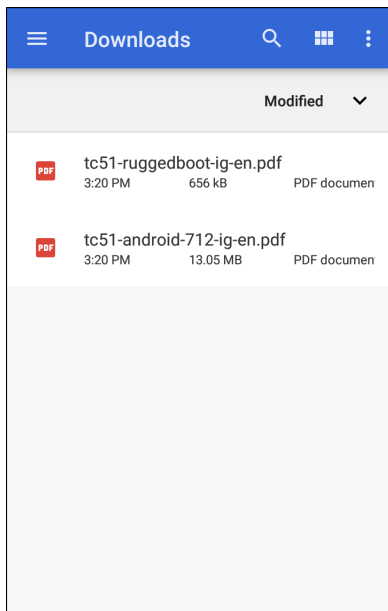 Downloads
Modified
PDF
tc51-ruggedboot-ig-en.pdf
3:20 PM 656 kB PDF documen
PDF
tc51-android-712-ig-en.pdf
3:20 PM 13.05 MB PDF documen